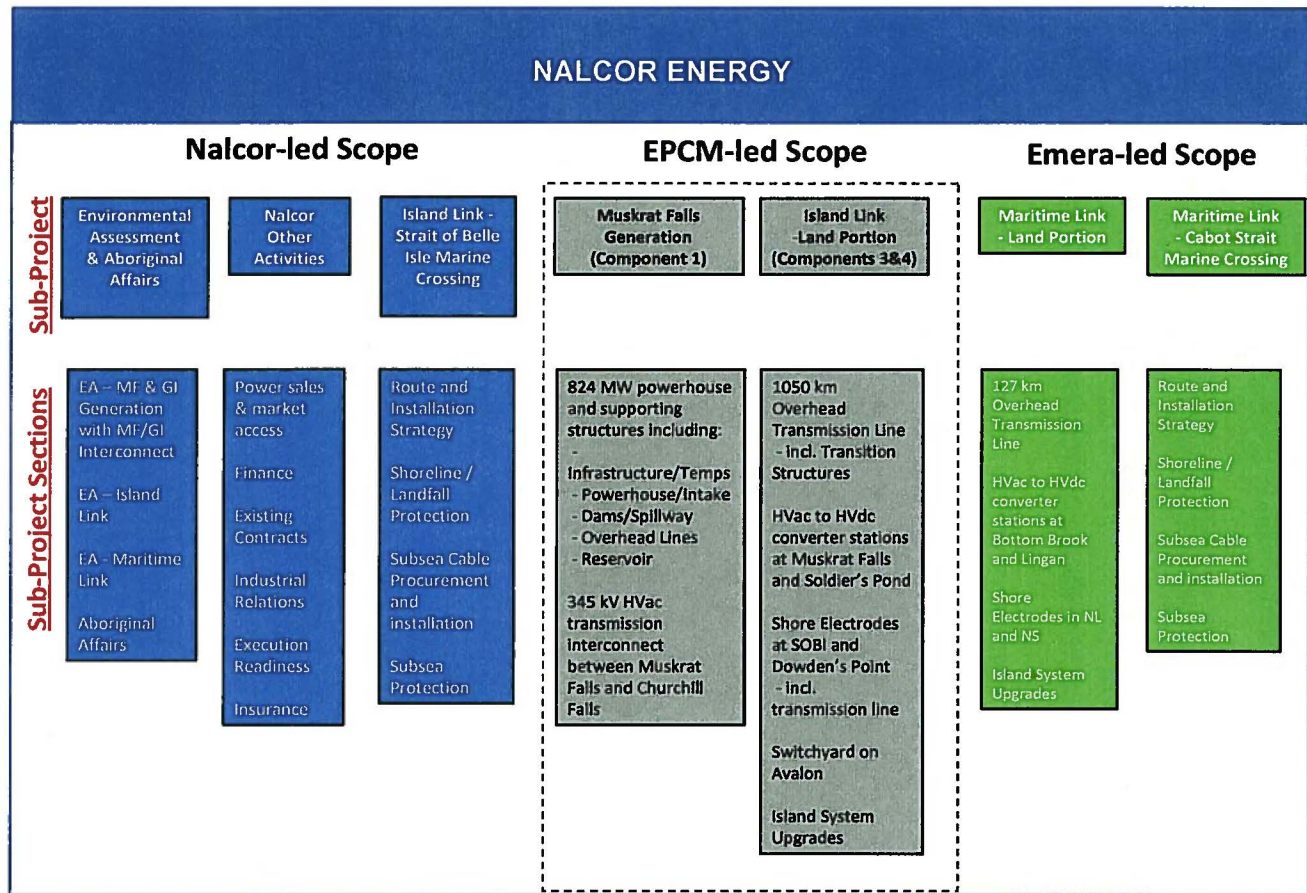 NALCOR ENERGY
Nalcor-led Scope
EPCM-led Scope
Emera-led Scope
Sub-Project
Environmental
Assessment
& Aboriginal
Affairs
Nalcor
Other
Activities
Island Link -
Strait of Belle
Isle Marine
Crossing
Muskrat Falls
Generation
(Component 1)
Island Link
-Land Portion
(Components 3&4)
Maritime Link
- Land Portion
Maritime Link
- Cabot Strait
Marine Crossing
Sub-Project Sections
EA – MF & GI
Generation
with MF/GI
Interconnect
EA – Island
Link
EA - Maritime
Link
Aboriginal
Affairs
Power sales
& market
access
Finance
Existing
Contracts
Industrial
Relations
Execution
Readiness
Insurance
Route and
Installation
Strategy
Shoreline /
Landfall
Protection
Subsea Cable
Procurement
and
installation
Subsea
Protection
824 MW powerhouse
and supporting
structures including:
-
Infrastructure/Temps
- Powerhouse/Intake
- Dams/Spillway
- Overhead Lines
- Reservoir
345 kV HVac
transmission
interconnect
between Muskrat
Falls and Churchill
Falls
1050 km
Overhead
Transmission Line
- incl. Transition
Structures
HVac to HVdc
converter stations
at Muskrat Falls
and Soldier's Pond
Shore Electrodes
at SOBI and
Dowden's Point
- incl.
transmission line
Switchyard on
Avalon
Island System
Upgrades
127 km
Overhead
Transmission
Line
HVac to HVdc
converter
stations at
Bottom Brook
and Lingan
Shore
Electrodes in NL
and NS
Island System
Upgrades
Route and
Installation
Strategy
Shoreline /
Landfall
Protection
Subsea Cable
Procurement
and installation
Subsea
Protection